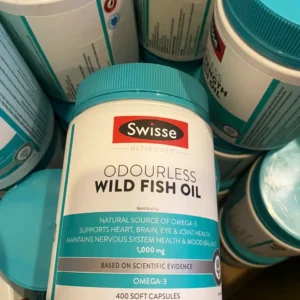 Swisse
ULTIBOOST
ODOURLESS
WILD FISH OIL
NATURAL SOURCE OF OMEGA-3
SUPPORTS HEART, BRAIN, EYE & JOINT HEALTH
MAINTAINS NERVOUS SYSTEM HEALTH & MOOD BALANCE
1,000 mg
BASED ON SCIENTIFIC EVIDENCE
OMEGA-3
400 SOFT CAPSULES